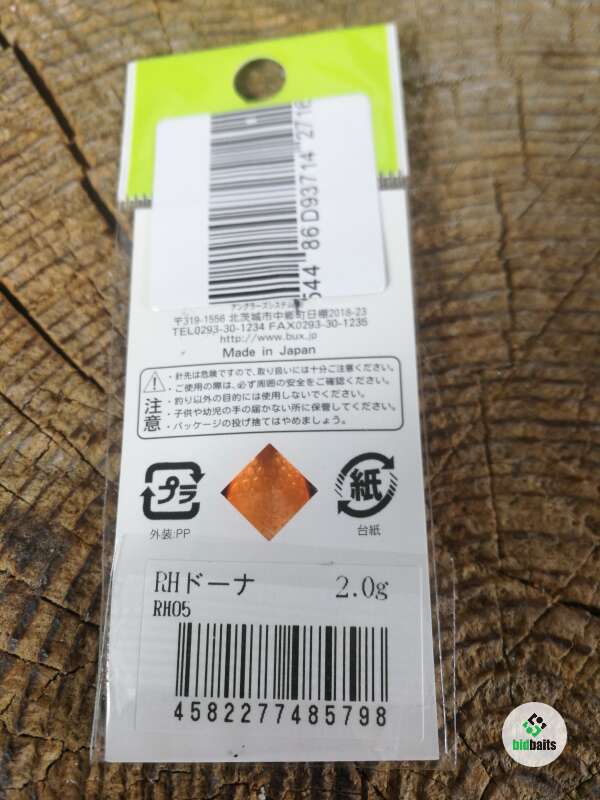 544 86D93714 2716
アングラーズシステム
〒319-1556 北茨城市中郷町日棚2018-23
TEL0293-30-1234 FAX0293-30-1235
http://www.bux.jp
Made in Japan
注意
・針先は危険ですので、取り扱いには十分ご注意ください。
・ご使用の際は、必ず周囲の安全をご確認ください。
・釣り以外の目的には使用しないでください。
・子供や幼児の手の届かない所に保管してください。
・パッケージの投げ捨てはやめましょう。
プラ
紙
外装:PP
台紙
RHドーナ 2.0g
RH05
4582277485798
bidbaits